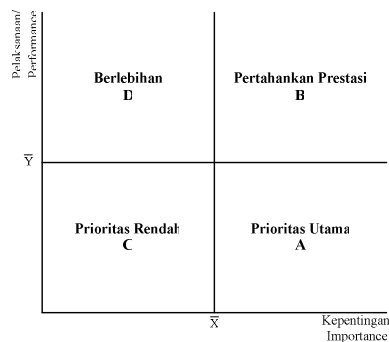 Pelaksanaan/
Performance
Berlebihan
D
Pertahankan Prestasi
B
Y̅
Prioritas Rendah
C
Prioritas Utama
A
X̅
Kepentingan
Importance